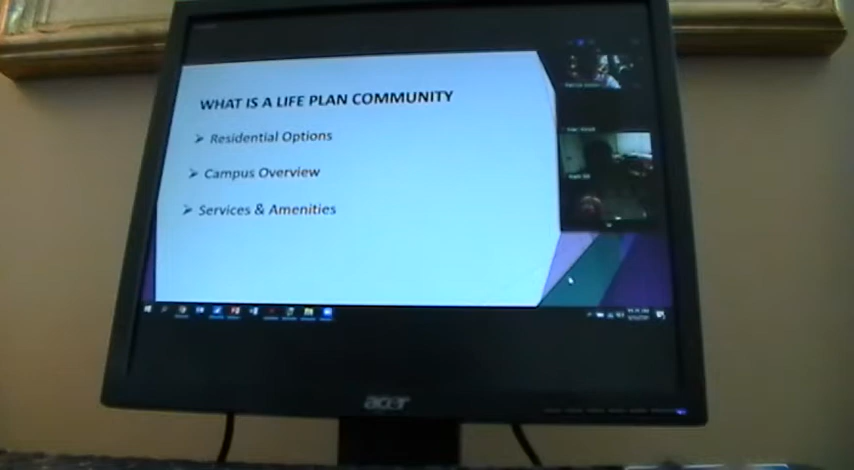 WHAT IS A LIFE PLAN COMMUNITY
➢ Residential Options
➢ Campus Overview
➢ Services & Amenities
acer